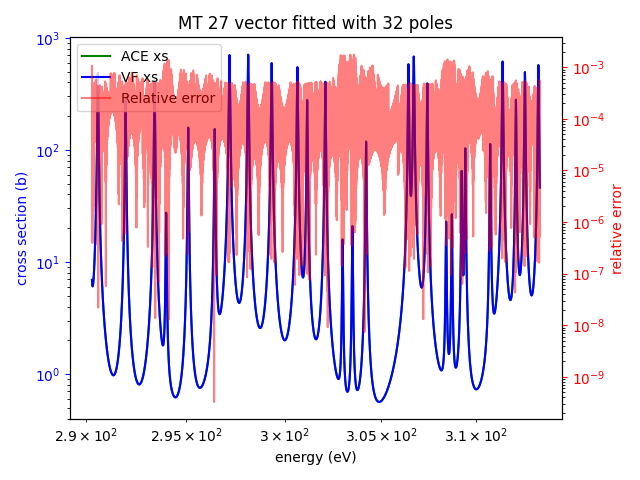 MT 27 vector fitted with 32 poles
ACE xs
VF xs
Relative error
cross section (b)
10³
10²
10¹
10⁰
10⁻³
10⁻⁴
10⁻⁵
10⁻⁶
10⁻⁷
10⁻⁸
10⁻⁹
relative error
2.9 × 10² 2.95 × 10² 3 × 10² 3.05 × 10² 3.1 × 10²
energy (eV)